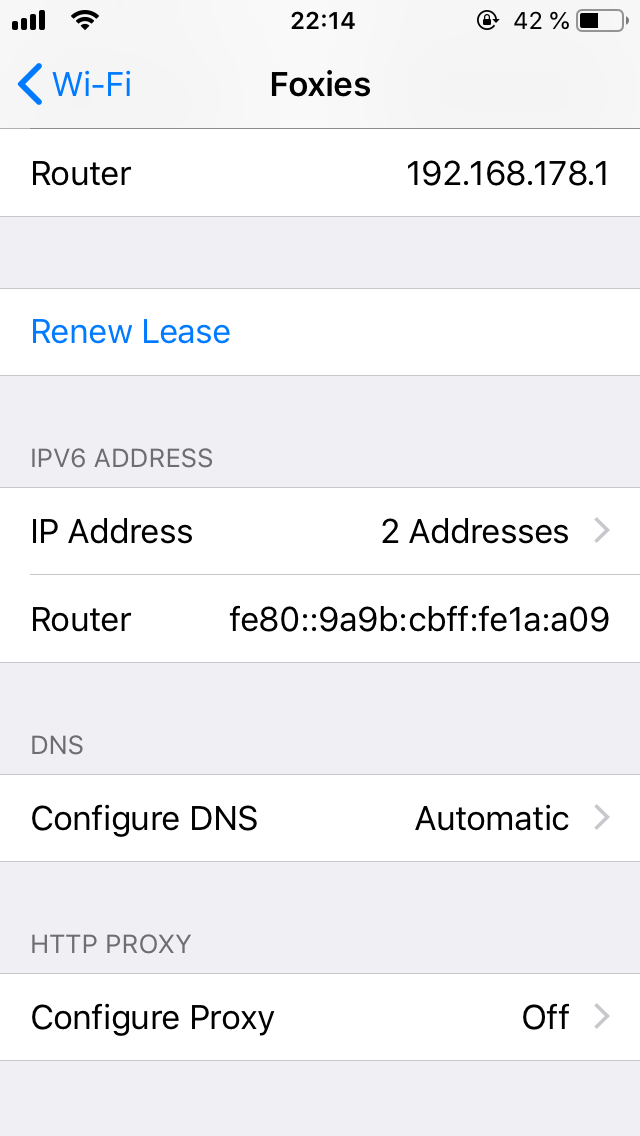 22:14 42 %
Wi-Fi Foxies
Router 192.168.178.1
Renew Lease
IPV6 ADDRESS
IP Address 2 Addresses
Router fe80::9a9b:cbff:fe1a:a09
DNS
Configure DNS Automatic
HTTP PROXY
Configure Proxy Off